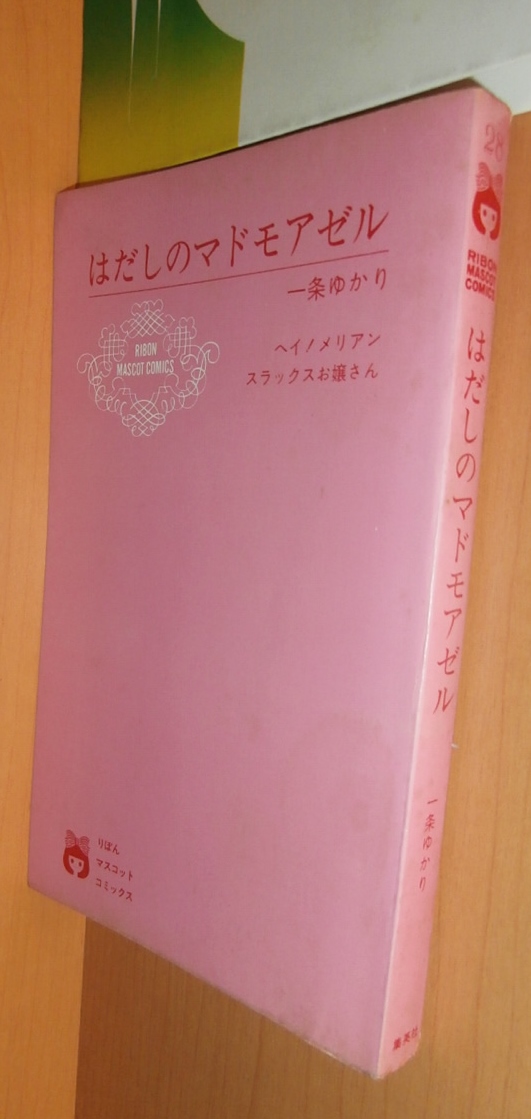 はだしのマドモアゼル
一条ゆかり
RIBON
MASCOT COMICS
ヘイ!メリアン
スラックスお嬢さん
りぼん
マスコット
コミックス
28
RIBON
MASCOT
COMICS
はだしのマドモアゼル
一条ゆかり
集英社